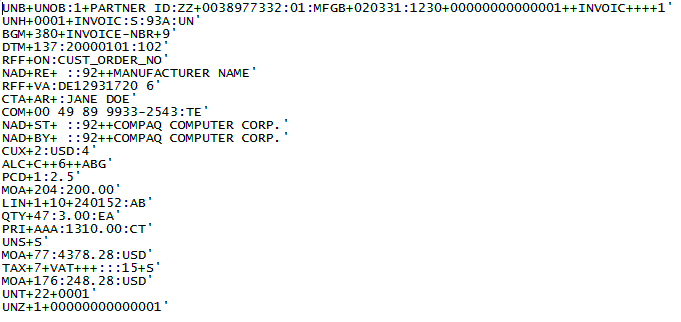 UNB+UNOB:1+PARTNER ID:ZZ+0038977332:01:MFGB+020331:1230+00000000000001++INVOIC++++1'
UNH+0001+INVOIC:S:93A:UN'
BGM+380+INVOICE-NBR+9'
DTM+137:20000101:102'
RFF+ON:CUST_ORDER_NO'
NAD+RE+ ::92++MANUFACTURER NAME'
RFF+VA:DE12931720 6'
CTA+AR+:JANE DOE'
COM+00 49 89 9933-2543:TE'
NAD+ST+ ::92++COMPAQ COMPUTER CORP.'
NAD+BY+ ::92++COMPAQ COMPUTER CORP.'
CUX+2:USD:4'
ALC+C++6++ABG'
PCD+1:2.5'
MOA+204:200.00'
LIN+1+10+240152:AB'
QTY+47:3.00:EA'
PRI+AAA:1310.00:CT'
UNS+S'
MOA+77:4378.28:USD'
TAX+7+VAT+++:::15+S'
MOA+176:248.28:USD'
UNT+22+0001'
UNZ+1+00000000000001'